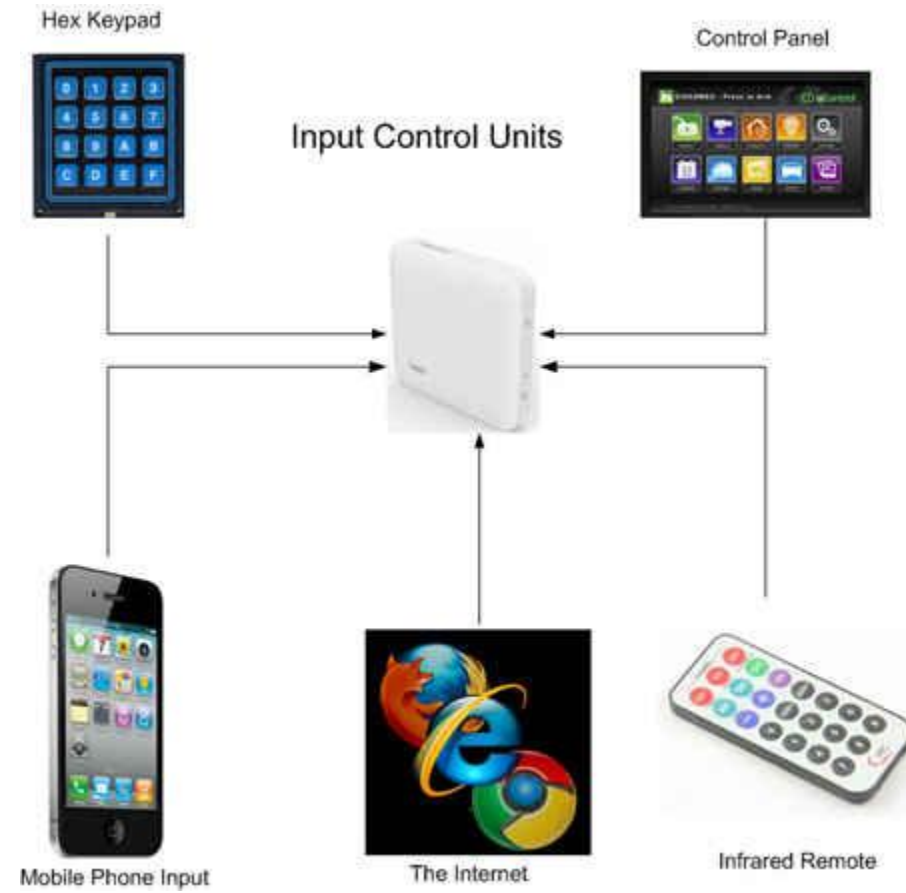 Hex Keypad
Control Panel
Input Control Units
0 1 2 3
4 5 6 7
8 9 A B
C D E F
Mobile Phone Input
The Internet
Infrared Remote